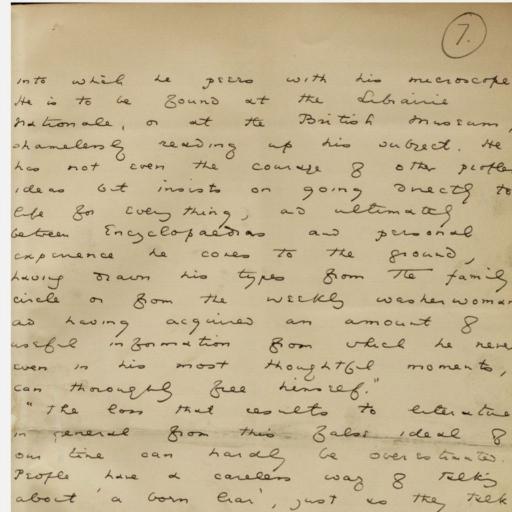 7.
into which he peers with his microscope
He is to be found at the Librairie
Nationale, or at the British Museum,
shamelessly reading up his subject. He
has not even the courage of other people
ideas but insists on going directly to
life for everything, and ultimately
between Encyclopaedias and personal
experience he comes to the ground,
having drawn his types from the family
circle or from the weekly washerwoman
and having acquired an amount of
useful information from which he never
even in his most thoughtful moments,
can thoroughly free himself."
"The loss that results to literature
in general from this false ideal of
our time can hardly be overestimated.
People have a careless way of talking
about 'a born liar', just as they talk